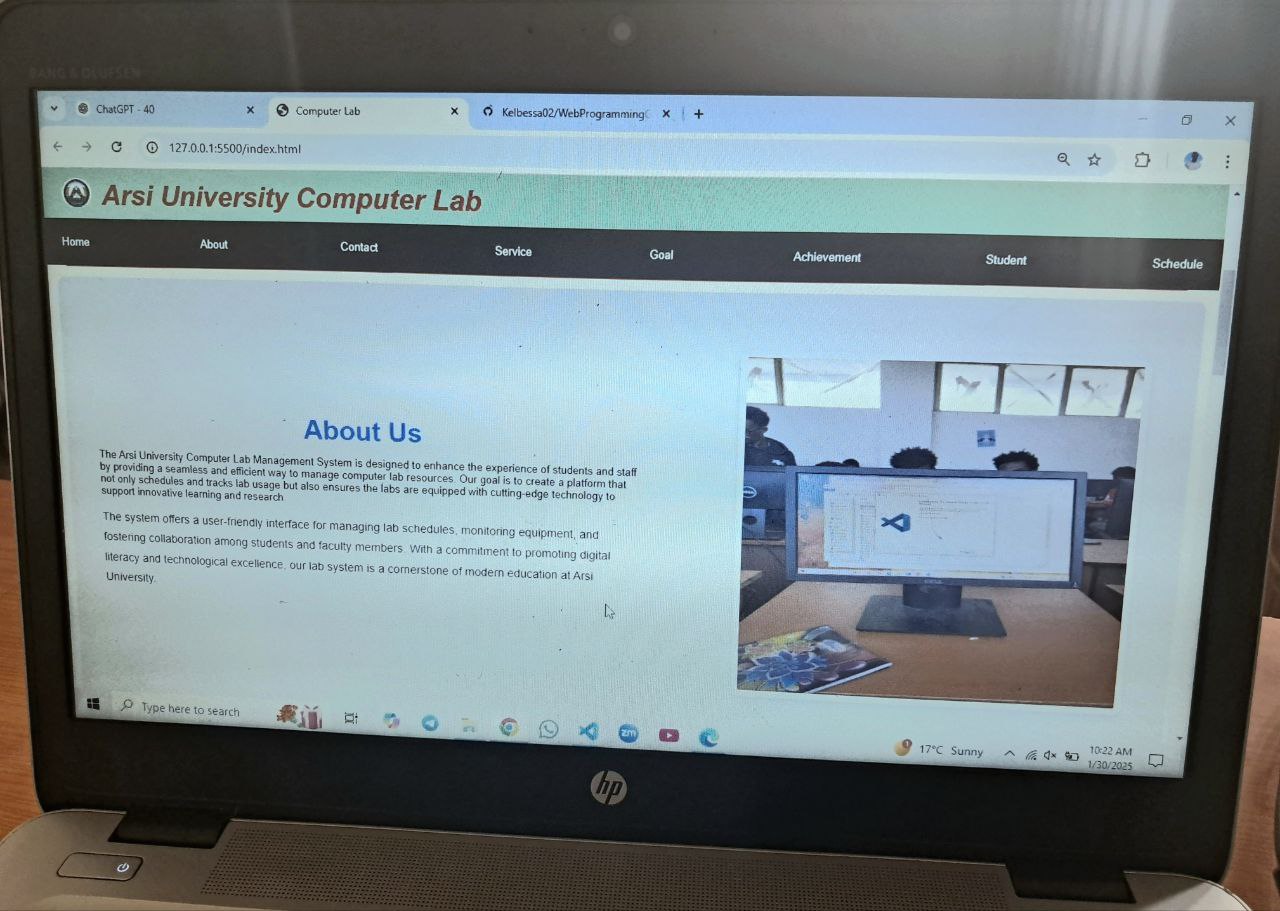 BANG & OLUFSEN
ChatGPT - 40
Computer Lab
Kelbessa02/WebProgramming
127.0.0.1:5500/index.html
Arsi University Computer Lab
Home About Contact Service Goal Achievement Student Schedule
About Us
The Arsi University Computer Lab Management System is designed to enhance the experience of students and staff
by providing a seamless and efficient way to manage computer lab resources. Our goal is to create a platform that
not only schedules and tracks lab usage but also ensures the labs are equipped with cutting-edge technology to
support innovative learning and research
The system offers a user-friendly interface for managing lab schedules, monitoring equipment, and
fostering collaboration among students and faculty members. With a commitment to promoting digital
literacy and technological excellence, our lab system is a cornerstone of modern education at Arsi
University.
DELL
Type here to search
zm
17°C Sunny
10:22 AM
1/30/2025
hp